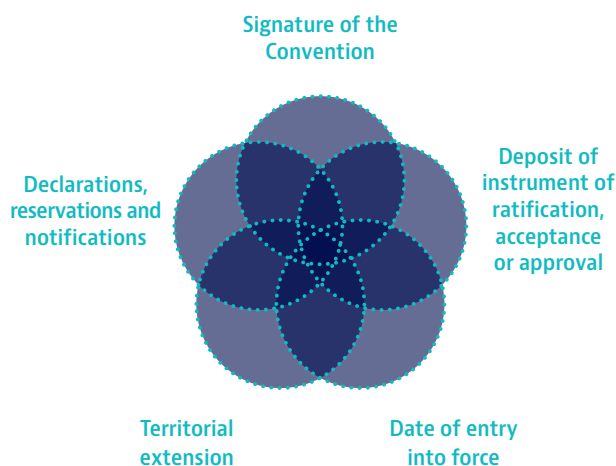 Signature of the
Convention
Deposit of
instrument of
ratification,
acceptance
or approval
Declarations,
reservations and
notifications
Territorial
extension
Date of entry
into force